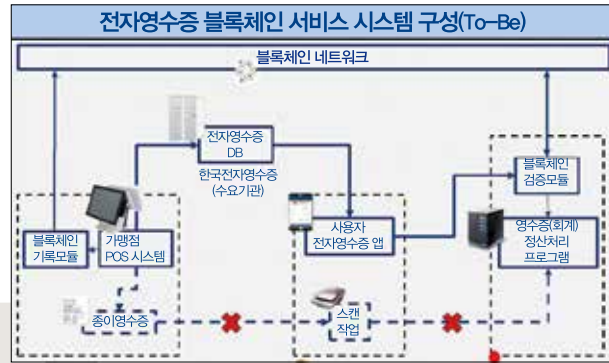 전자영수증 블록체인 서비스 시스템 구성(To-Be)
블록체인 네트워크
전자영수증
DB
한국전자영수증
(수요기관)
블록체인
검증모듈
블록체인
기록모듈
가맹점
POS 시스템
사용자
전자영수증 앱
영수증(회계)
정산처리
프로그램
종이영수증
스캔
작업